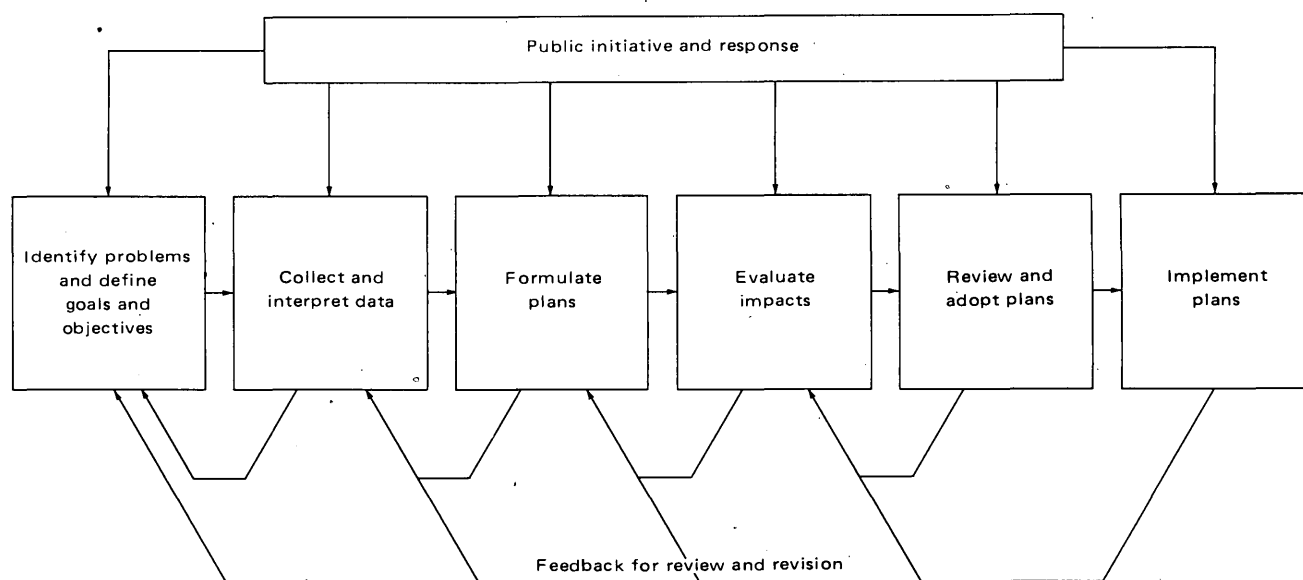 Public initiative and response
Identify problems
and define
goals and
objectives
Collect and
interpret data
Formulate
plans
Evaluate
impacts
Review and
adopt plans
Implement
plans
Feedback for review and revision